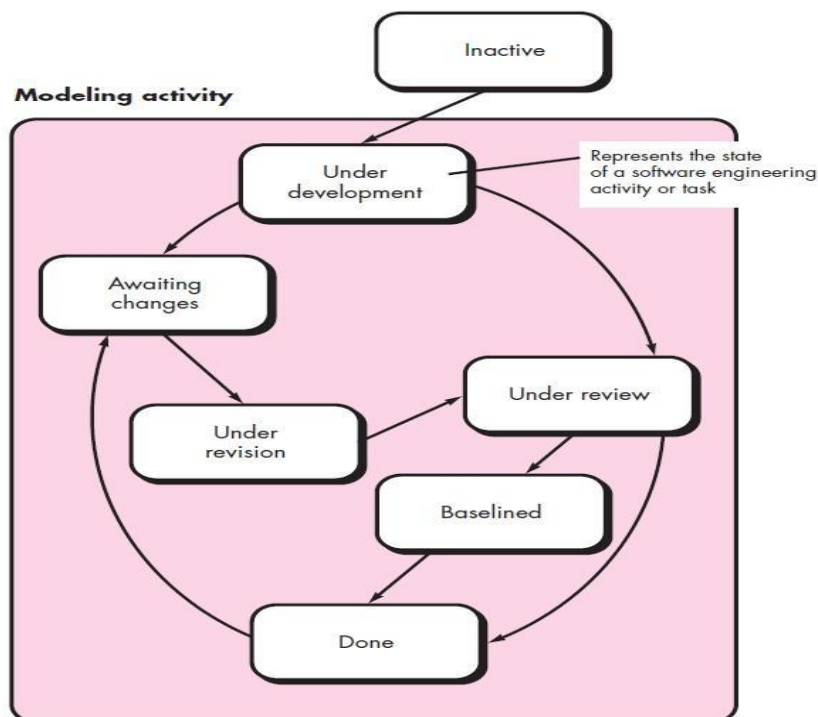 Inactive
Modeling activity
Under
development
Represents the state
of a software engineering
activity or task
Awaiting
changes
Under review
Under
revision
Baselined
Done